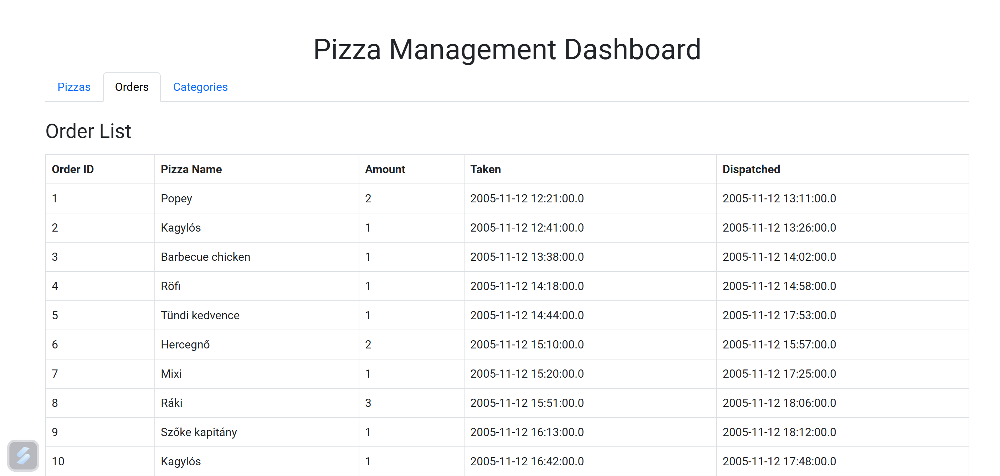 Pizza Management Dashboard
Pizzas Orders Categories
Order List
Order ID Pizza Name Amount Taken Dispatched
1 Popey 2 2005-11-12 12:21:00.0 2005-11-12 13:11:00.0
2 Kagylós 1 2005-11-12 12:41:00.0 2005-11-12 13:26:00.0
3 Barbecue chicken 1 2005-11-12 13:38:00.0 2005-11-12 14:02:00.0
4 Röfi 1 2005-11-12 14:18:00.0 2005-11-12 14:58:00.0
5 Tündi kedvence 1 2005-11-12 14:44:00.0 2005-11-12 17:53:00.0
6 Hercegnő 2 2005-11-12 15:10:00.0 2005-11-12 15:57:00.0
7 Mixi 1 2005-11-12 15:20:00.0 2005-11-12 17:25:00.0
8 Ráki 3 2005-11-12 15:51:00.0 2005-11-12 18:06:00.0
9 Szőke kapitány 1 2005-11-12 16:13:00.0 2005-11-12 18:12:00.0
10 Kagylós 1 2005-11-12 16:42:00.0 2005-11-12 17:48:00.0